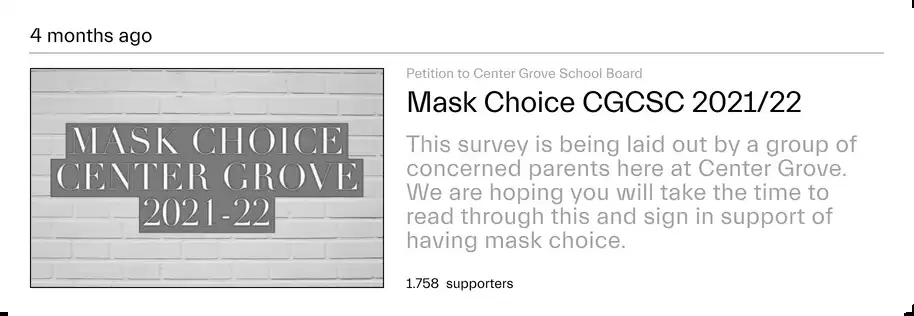 4 months ago
MASK CHOICE
CENTER GROVE
2021-22
Petition to Center Grove School Board
Mask Choice CGCSC 2021/22
This survey is being laid out by a group of
concerned parents here at Center Grove.
We are hoping you will take the time to
read through this and sign in support of
having mask choice.
1.758 supporters